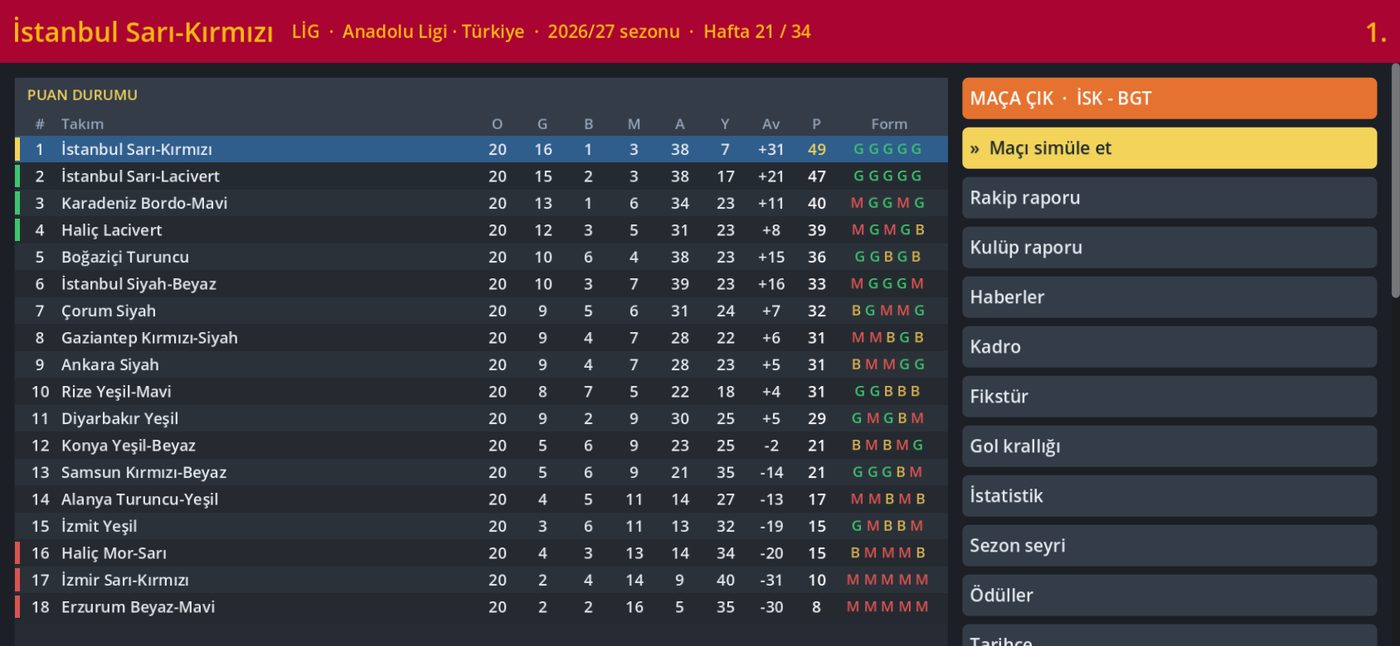 İstanbul Sarı-Kırmızı LİG · Anadolu Ligi · Türkiye · 2026/27 sezonu · Hafta 21 / 34 1.
PUAN DURUMU
# Takım O G B M A Y Av P Form
1 İstanbul Sarı-Kırmızı 20 16 1 3 38 7 +31 49 G G G G G
2 İstanbul Sarı-Lacivert 20 15 2 3 38 17 +21 47 G G G G G
3 Karadeniz Bordo-Mavi 20 13 1 6 34 23 +11 40 M G G M G
4 Haliç Lacivert 20 12 3 5 31 23 +8 39 M G M G B
5 Boğaziçi Turuncu 20 10 6 4 38 23 +15 36 G G B G B
6 İstanbul Siyah-Beyaz 20 10 3 7 39 23 +16 33 M G G G M
7 Çorum Siyah 20 9 5 6 31 24 +7 32 B G M M G
8 Gaziantep Kırmızı-Siyah 20 9 4 7 28 22 +6 31 M M B G B
9 Ankara Siyah 20 9 4 7 28 23 +5 31 B M M G G
10 Rize Yeşil-Mavi 20 8 7 5 22 18 +4 31 G G B B B
11 Diyarbakır Yeşil 20 9 2 9 30 25 +5 29 G M G B M
12 Konya Yeşil-Beyaz 20 5 6 9 23 25 -2 21 B M B M G
13 Samsun Kırmızı-Beyaz 20 5 6 9 21 35 -14 21 G G G B M
14 Alanya Turuncu-Yeşil 20 4 5 11 14 27 -13 17 M M B M B
15 İzmit Yeşil 20 3 6 11 13 32 -19 15 G M B B M
16 Haliç Mor-Sarı 20 4 3 13 14 34 -20 15 B M M M B
17 İzmir Sarı-Kırmızı 20 2 4 14 9 40 -31 10 M M M M M
18 Erzurum Beyaz-Mavi 20 2 2 16 5 35 -30 8 M M M M M
MAÇA ÇIK · İSK - BGT
» Maçı simüle et
Rakip raporu
Kulüp raporu
Haberler
Kadro
Fikstür
Gol krallığı
İstatistik
Sezon seyri
Ödüller
Tarihçe